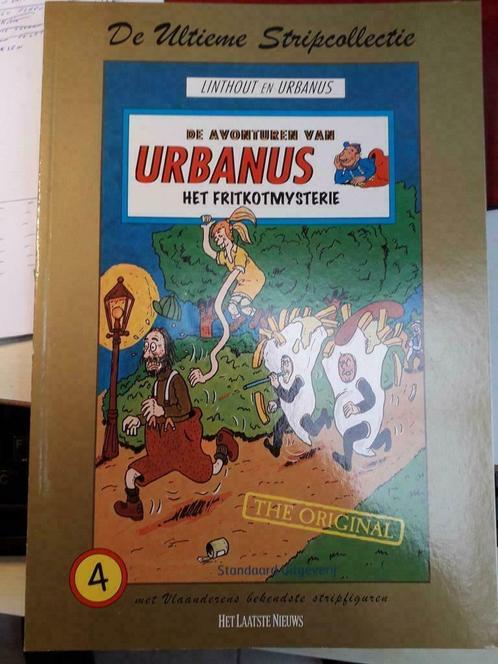 De Ultieme Stripcollectie
LINTHOUT EN URBANUS
DE AVONTUREN VAN
URBANUS
HET FRITKOTMYSTERIE
THE ORIGINAL
4
Standaard Uitgeverij
met Vlaanderens bekendste stripfiguren
HET LAATSTE NIEUWS